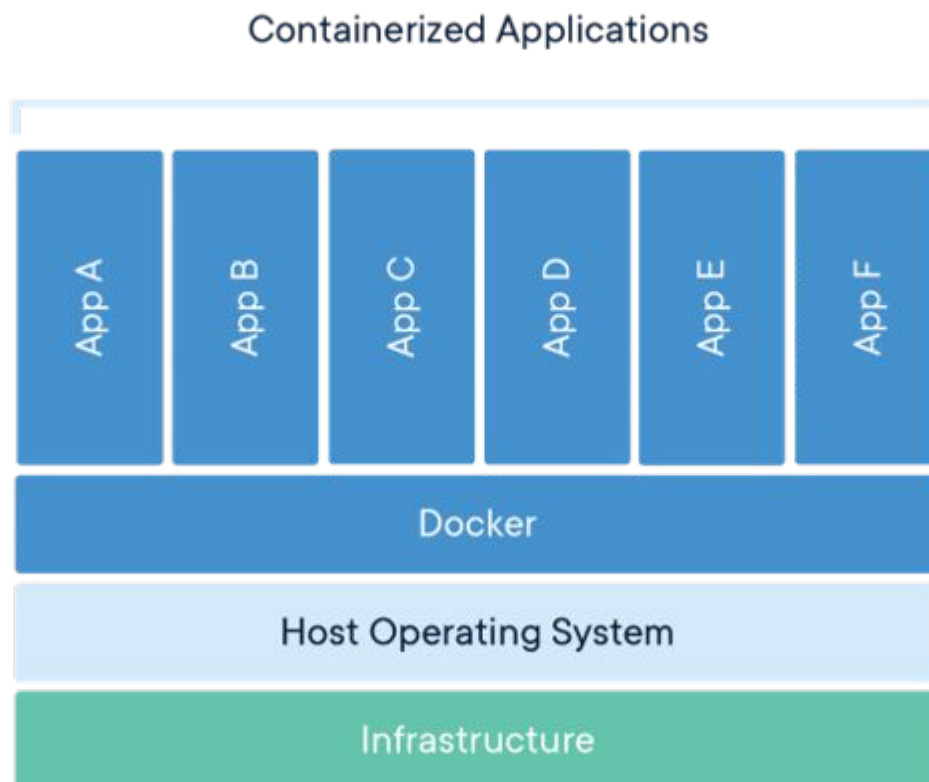 Containerized Applications
App A
App B
App C
App D
App E
App F
Docker
Host Operating System
Infrastructure